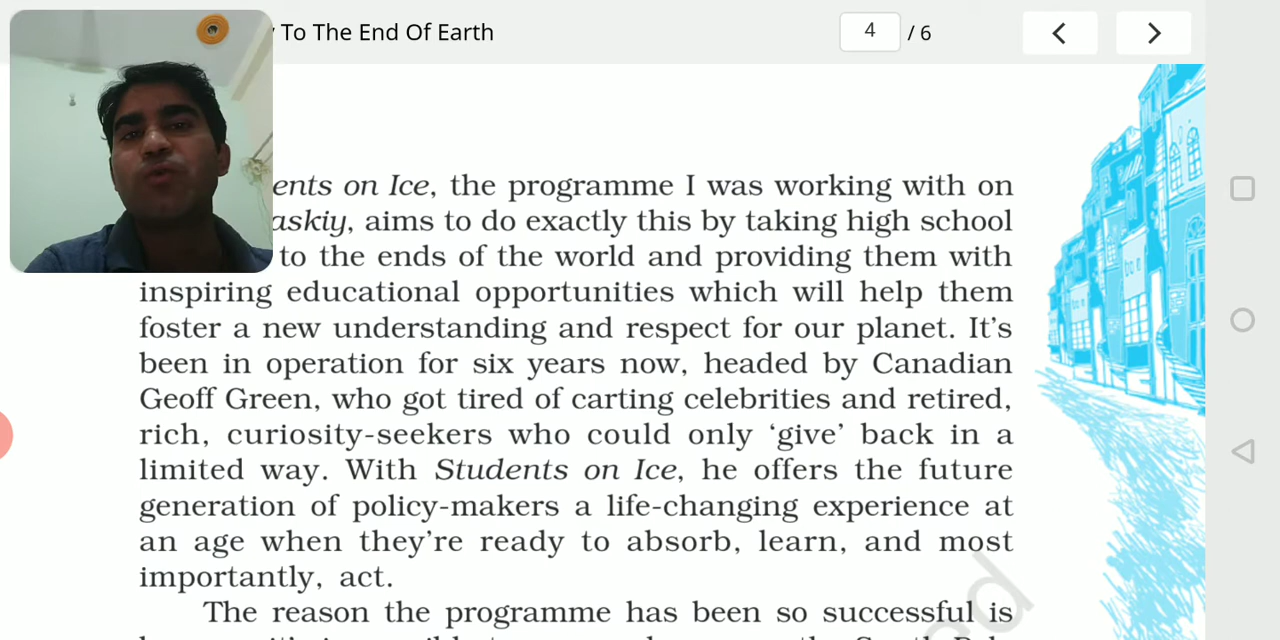 To The End Of Earth
4 / 6
ents on Ice, the programme I was working with on
askiy, aims to do exactly this by taking high school
to the ends of the world and providing them with
inspiring educational opportunities which will help them
foster a new understanding and respect for our planet. It's
been in operation for six years now, headed by Canadian
Geoff Green, who got tired of carting celebrities and retired,
rich, curiosity-seekers who could only ‘give’ back in a
limited way. With Students on Ice, he offers the future
generation of policy-makers a life-changing experience at
an age when they're ready to absorb, learn, and most
importantly, act.
The reason the programme has been so successful is